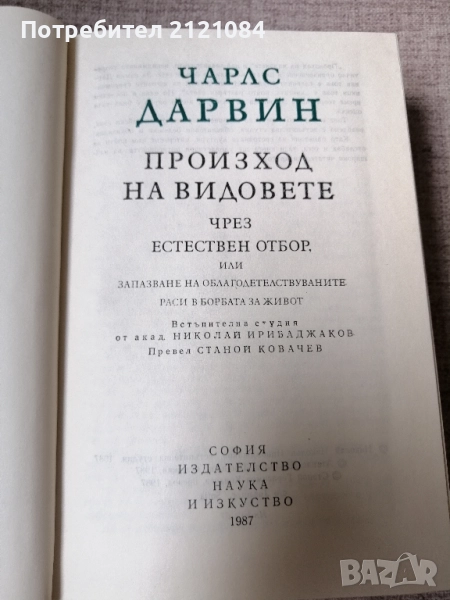 Потребител 2121084
ЧАРЛС
ДАРВИН
ПРОИЗХОД
НА ВИДОВЕТЕ
ЧРЕЗ
ЕСТЕСТВЕН ОТБОР,
ИЛИ
ЗАПАЗВАНЕ НА ОБЛАГОДЕТЕЛСТВУВАНИТЕ
РАСИ В БОРБАТА ЗА ЖИВОТ
Встъпителна студия
от акад. НИКОЛАЙ ИРИБАДЖАКОВ
Превел СТАНОЙ КОВАЧЕВ
СОФИЯ
ИЗДАТЕЛСТВО
НАУКА
И ИЗКУСТВО
1987
BAZAR